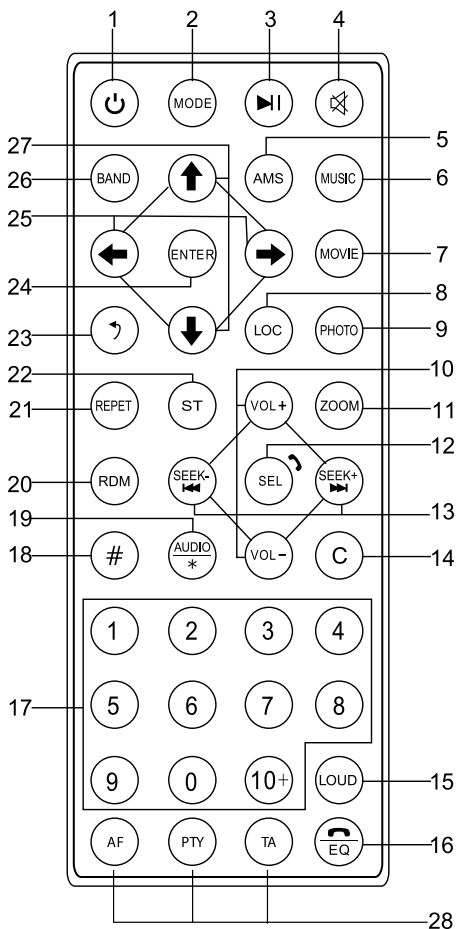 1 2 3 4
MODE
27 5
26 BAND AMS MUSIC 6
25
ENTER MOVIE 7
24 8
23 LOC PHOTO 9
22 10
21 REPET ST VOL+ ZOOM 11
12
20 RDM SEEK- SEL SEEK+
19 13
18 # AUDIO VOL- C 14
*
1 2 3 4
17 5 6 7 8
9 0 10+ LOUD 15
AF PTY TA EQ 16
28